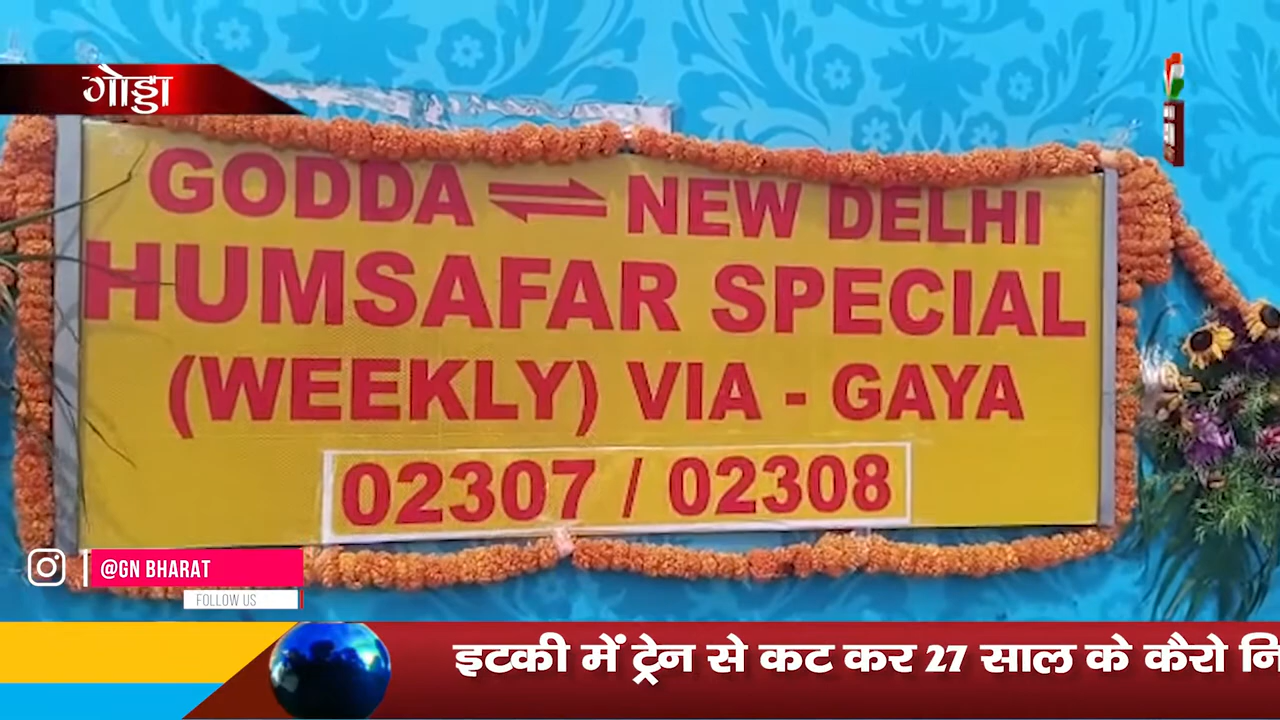 गोड्डा
GODDA ⇌ NEW DELHI
HUMSAFAR SPECIAL
(WEEKLY) VIA - GAYA
02307 / 02308
@GN BHARAT
FOLLOW US
इटकी में ट्रेन से कट कर 27 साल के कैरो नि